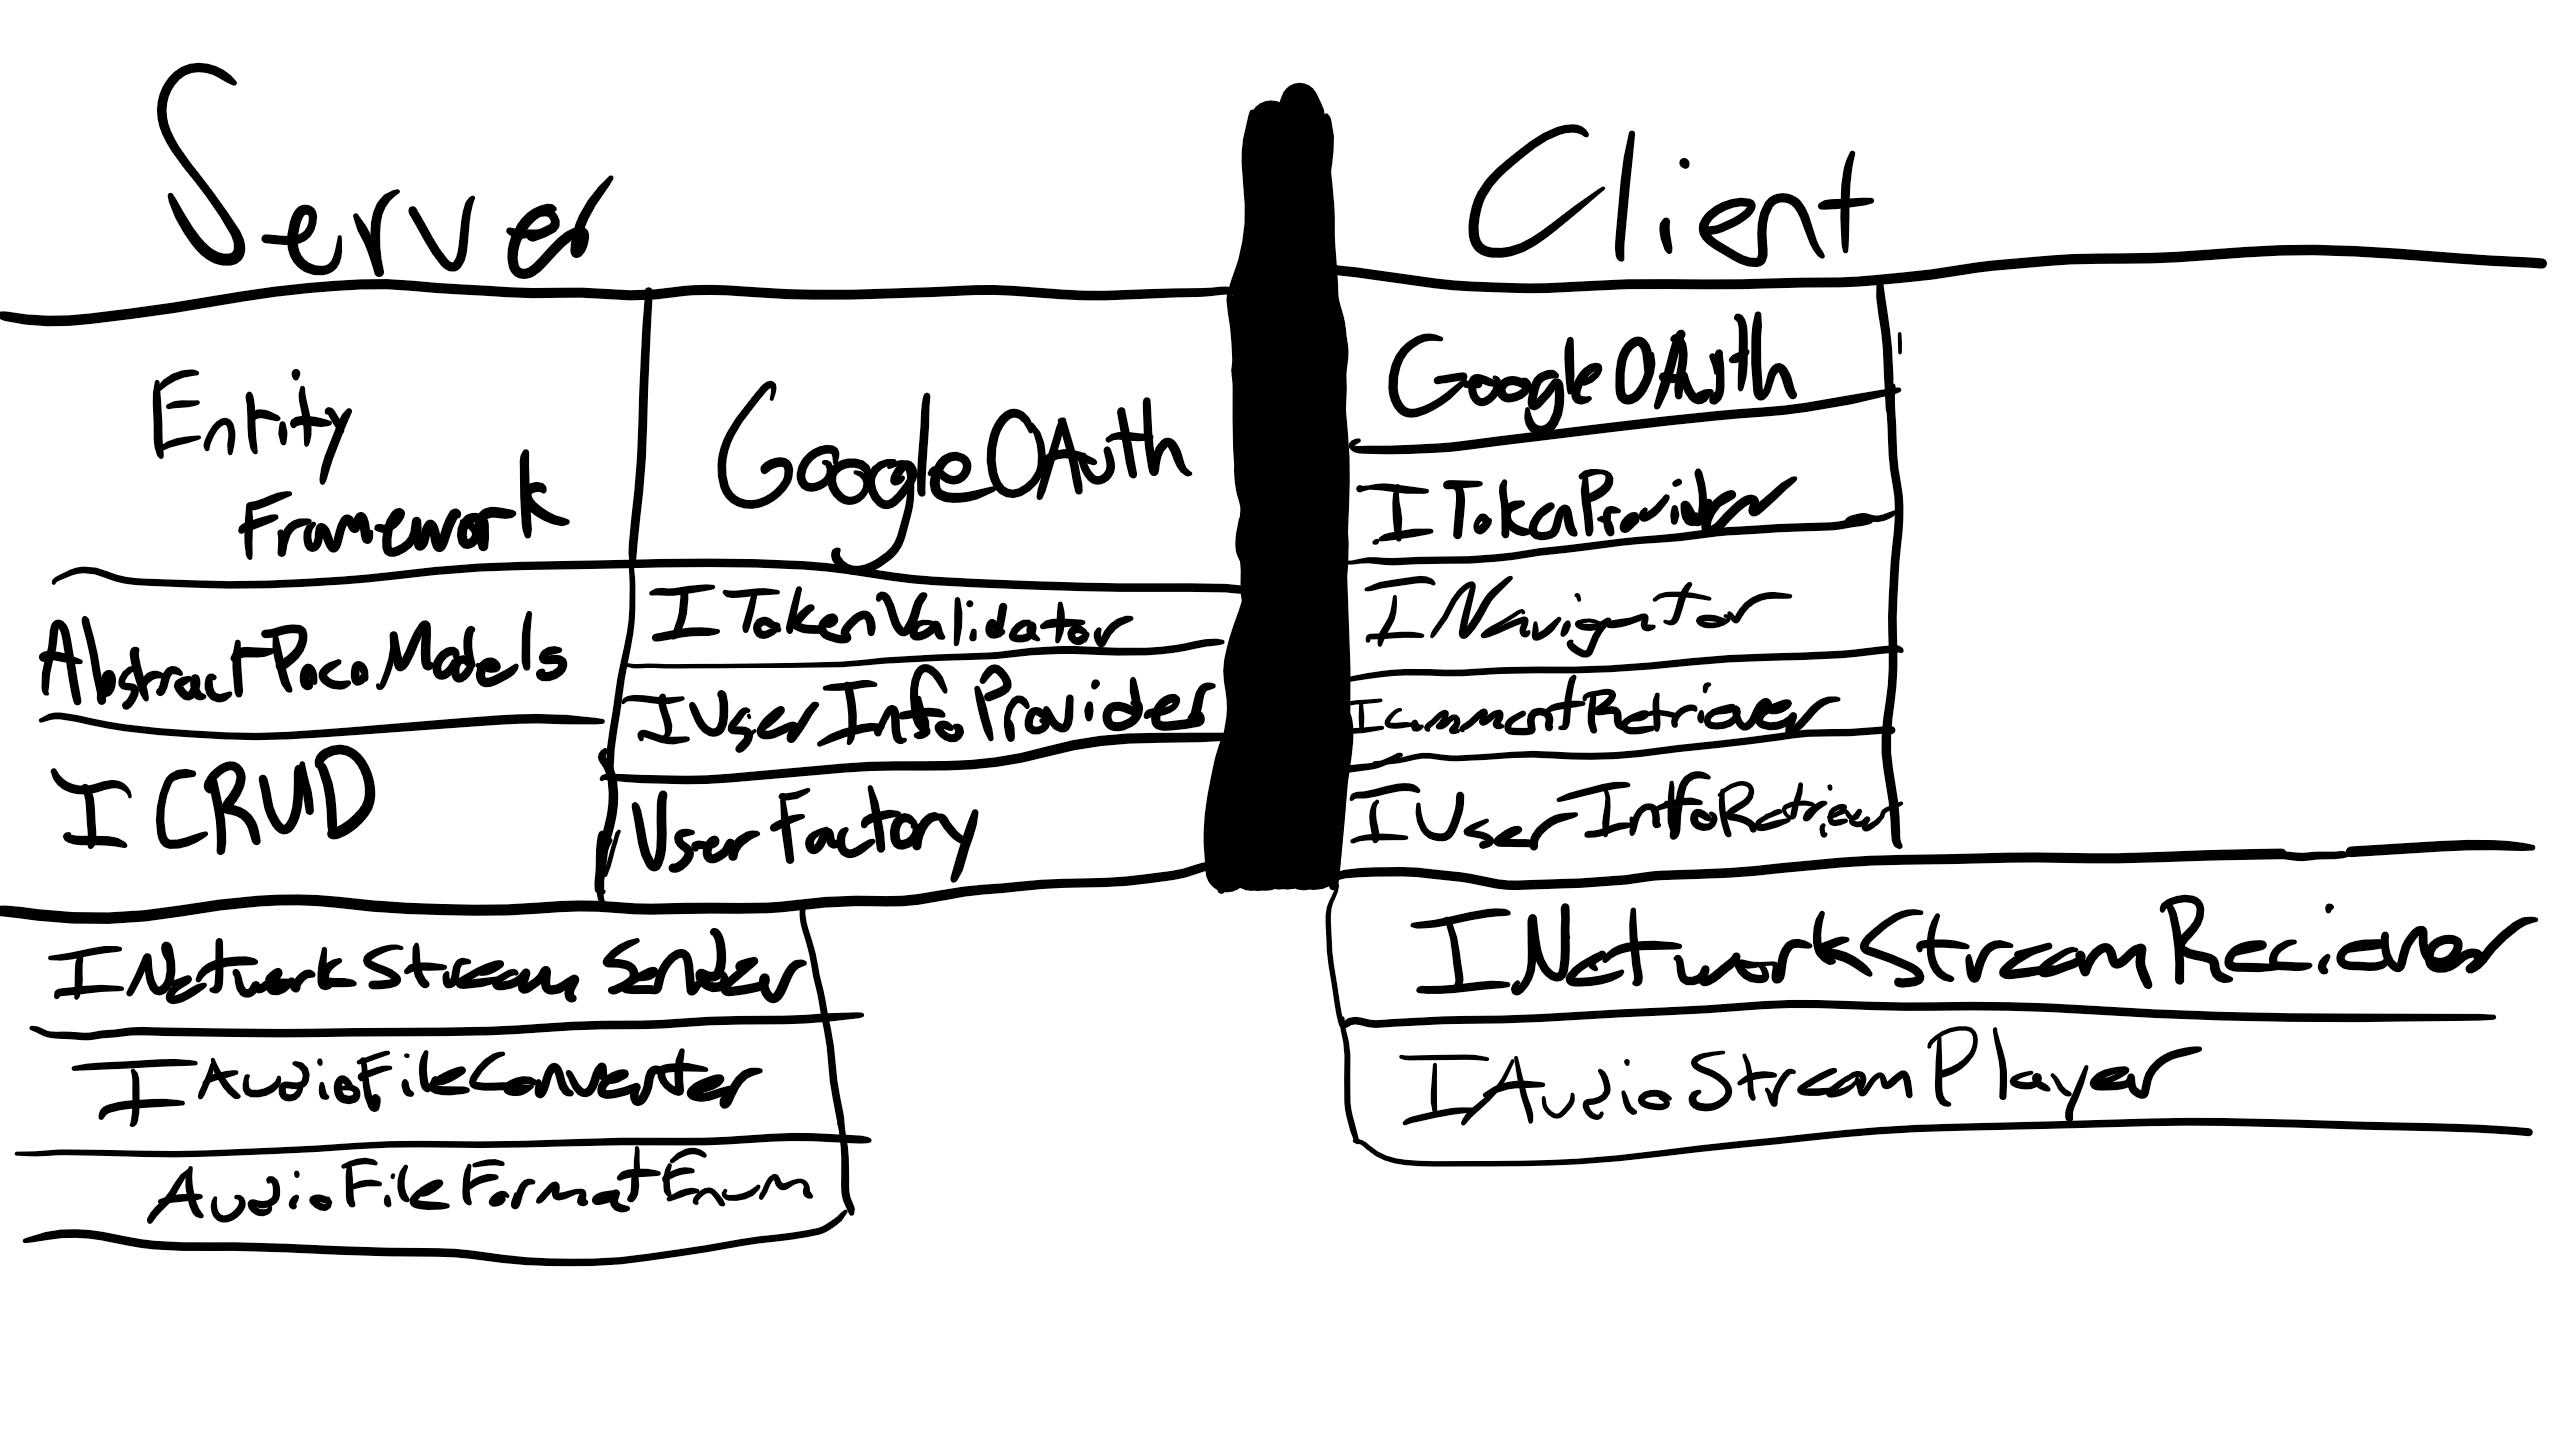 Server
Entity
Framework
AbstractPocoModels
ICRUD
GoogleOAuth
ITokenValidator
IUserInfoProvider
UserFactory
INetworkStreamSender
IAudioFileConverter
AudioFileFormatEnum
Client
GoogleOAuth
ITokenProvider
INavigator
ICommentRetriever
IUserInfoRetriever
INetworkStreamReciever
IAudioStreamPlayer